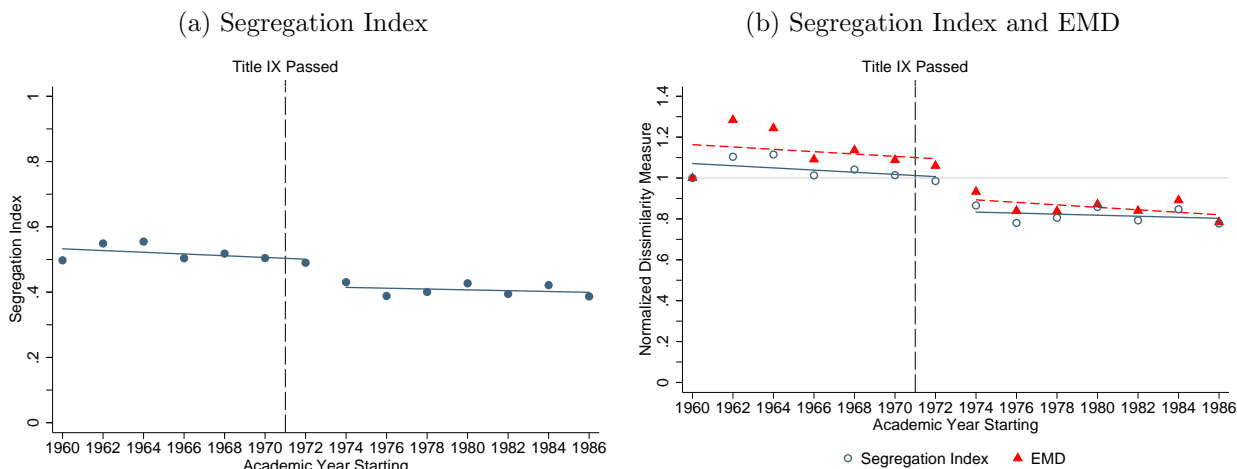 (a) Segregation Index
Title IX Passed
Segregation Index
1
.8
.6
.4
.2
0
1960 1962 1964 1966 1968 1970 1972 1974 1976 1978 1980 1982 1984 1986
Academic Year Starting
(b) Segregation Index and EMD
Title IX Passed
Normalized Dissimilarity Measure
1.4
1.2
1
.8
.6
.4
.2
0
1960 1962 1964 1966 1968 1970 1972 1974 1976 1978 1980 1982 1984 1986
Academic Year Starting
Segregation Index EMD